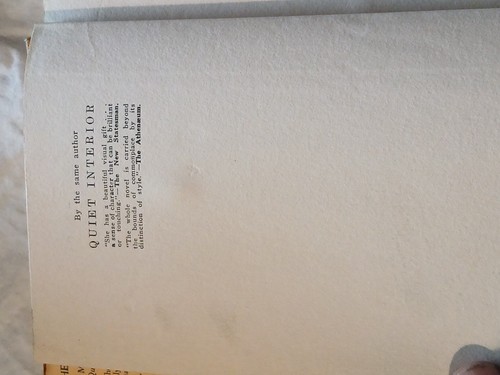 By the same author
QUIET INTERIOR
"She has a beautiful visual gift .
a sense of character that can be brilliant
or touching."—The New Statesman.
"The whole novel is carried beyond
the bounds of commonplace by its
distinction of style."—The Athenæum.
HE